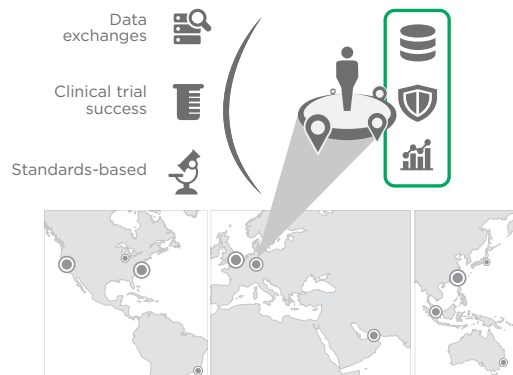 Data
exchanges
Clinical trial
success
Standards-based